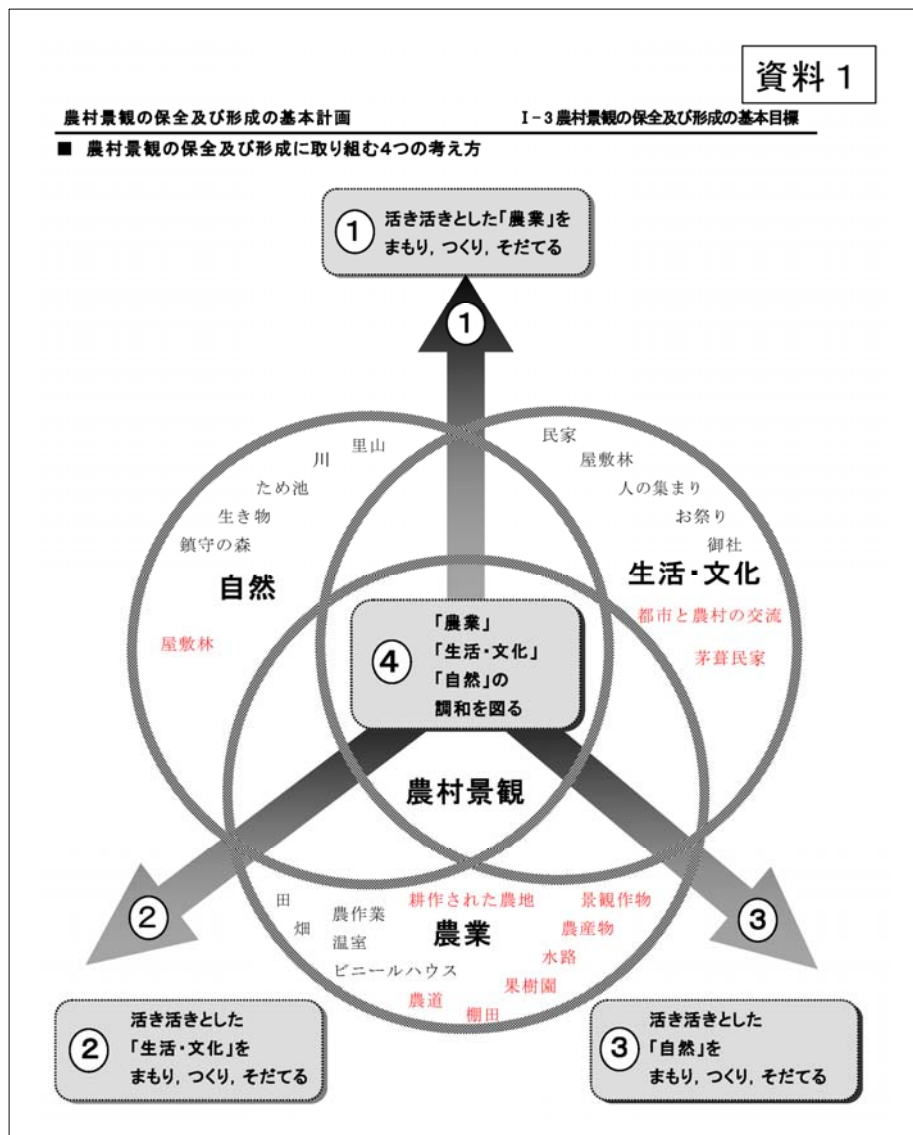 資料1
農村景観の保全及び形成の基本計画
Ⅰ-3農村景観の保全及び形成の基本目標
■ 農村景観の保全及び形成に取り組む4つの考え方
① 活き活きとした「農業」を
まもり，つくり，そだてる
①
里山
川
ため池
生き物
鎮守の森
自然
屋敷林
民家
屋敷林
人の集まり
お祭り
御社
生活・文化
都市と農村の交流
茅葺民家
④
「農業」
「生活・文化」
「自然」の
調和を図る
農村景観
②
③
田
畑
農作業
温室
ビニールハウス
農業
耕作された農地
景観作物
農産物
水路
果樹園
棚田
農道
②
活き活きとした
「生活・文化」を
まもり，つくり，そだてる
③
活き活きとした
「自然」を
まもり，つくり，そだてる